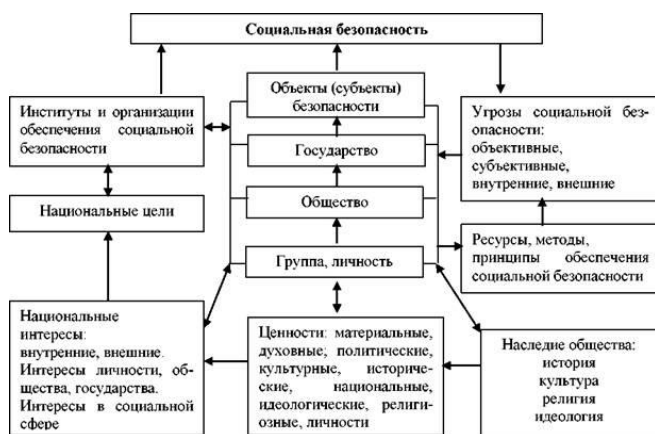 Социальная безопасность
Объекты (субъекты)
безопасности
Институты и организации
обеспечения социальной
безопасности
Угрозы социальной без-
опасности:
объективные,
субъективные,
внутренние, внешние
Государство
Общество
Национальные цели
Ресурсы, методы,
принципы обеспечения
социальной безопасности
Группа, личность
Национальные
интересы:
внутренние, внешние.
Интересы личности, об-
щества, государства.
Интересы в социальной
сфере
Ценности: материальные,
духовные; политические,
культурные, историче-
ские, национальные,
идеологические, религи-
озные, личности
Наследие общества:
история
культура
религия
идеология